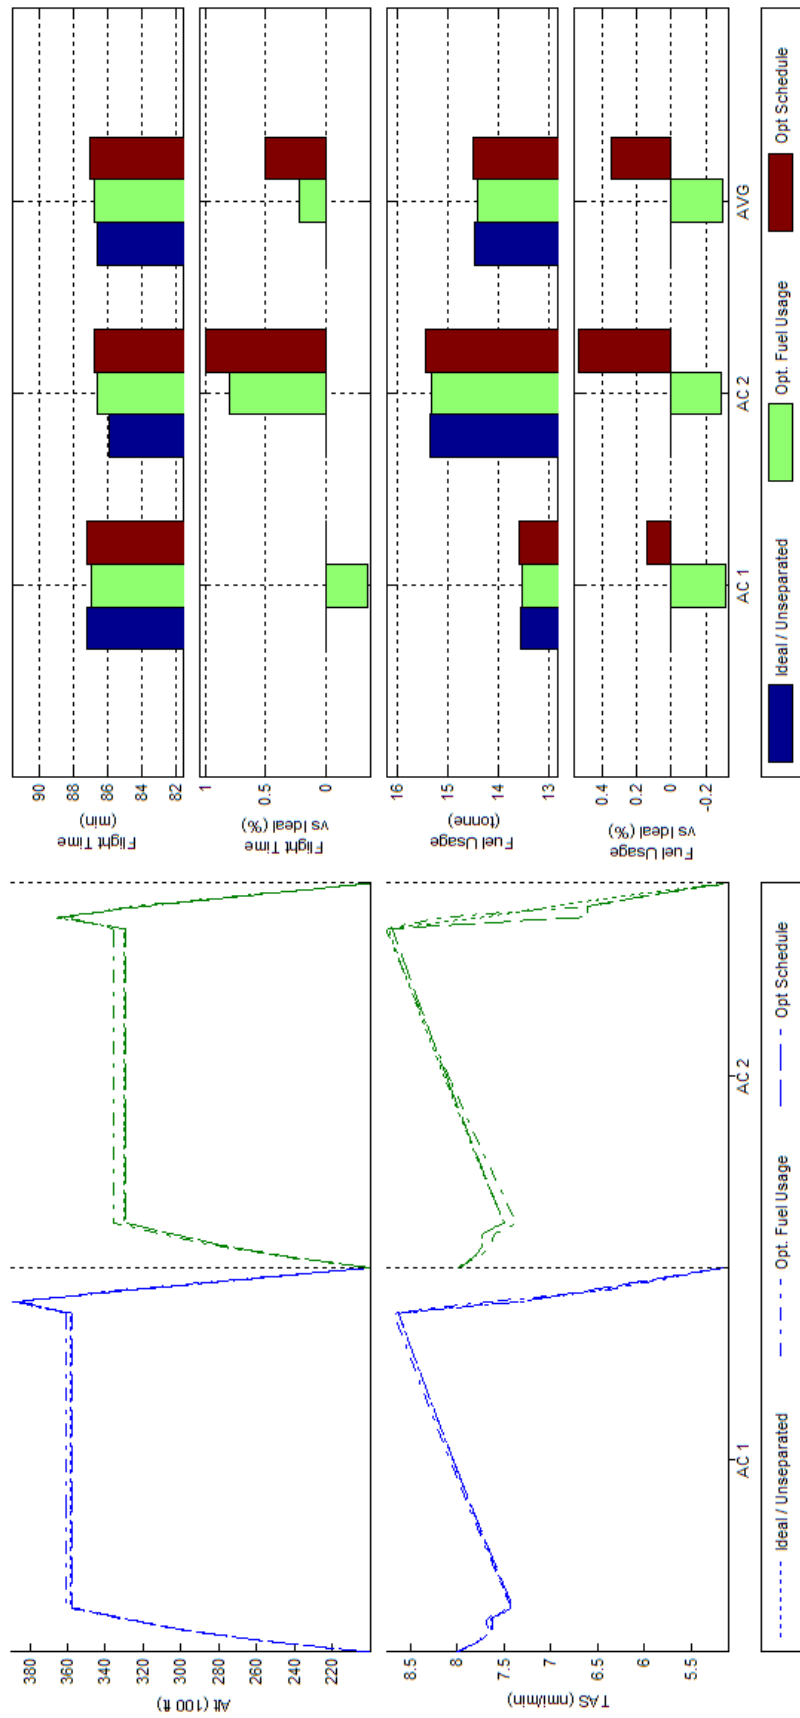 380
360
340
320
300
280
260
240
220
Alt (100 ft)
8.5
8
7.5
7
6.5
6
5.5
TAS (nmi/min)
AC 1
AC 2
Ideal / Unseparated
Opt. Fuel Usage
Opt Schedule
90
88
86
84
82
Flight Time
(min)
1
0.5
0
Flight Time
vs Ideal (%)
16
15
14
13
Fuel Usage
(tonne)
0.4
0.2
0
-0.2
Fuel Usage
vs Ideal (%)
AC 1
AC 2
AVG
Ideal / Unseparated
Opt. Fuel Usage
Opt Schedule